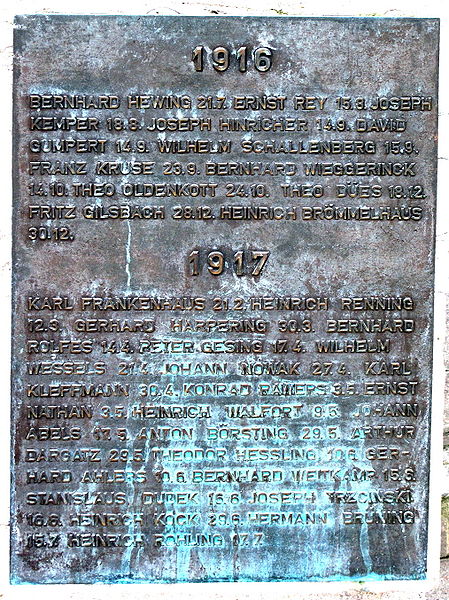 1916
BERNHARD HEWING 21.7. ERNST REY 15.8. JOSEPH
KEMPER 18.8. JOSEPH HINRICHER 14.9. DAVID
GUMPERT 14.9. WILHELM SCHALLENBERG 15.9.
FRANZ KRUSE 23.9. BERNHARD WEGGERINCK
14.10. THEO OLDENKOTT 24.10. THEO DÜES 18.12.
FRITZ GILSBACH 28.12. HEINRICH BRÖMMELHAUS
30.12.
1917
KARL FRANKENHAUS 21.2. HEINRICH RENNING
12.3. GERHARD HARPERING 30.3. BERNHARD
ROLFES 14.4. PETER GESING 17.4. WILHELM
WESSELS 21.4. JOHANN NOWAK 27.4. KARL
KLEFFMANN 30.4. KONRAD RAMERS 3.5. ERNST
NATHAN 3.5. HEINRICH WALFORT 9.5. JOHANN
ABELS 17.5. ANTON BÖRSTING 29.5. ARTHUR
DARGATZ 29.5. THEODOR HESSLING 10.6. GER-
HARD AHLERS 10.6. BERNHARD WEITKAMP 15.6.
STANISLAUS DUDEK 16.6. JOSEPH TRZCINSKI
16.6. HEINRICH KOCK 29.6. HERMANN BRUNING
15.7. HEINRICH ROHLING 17.7.